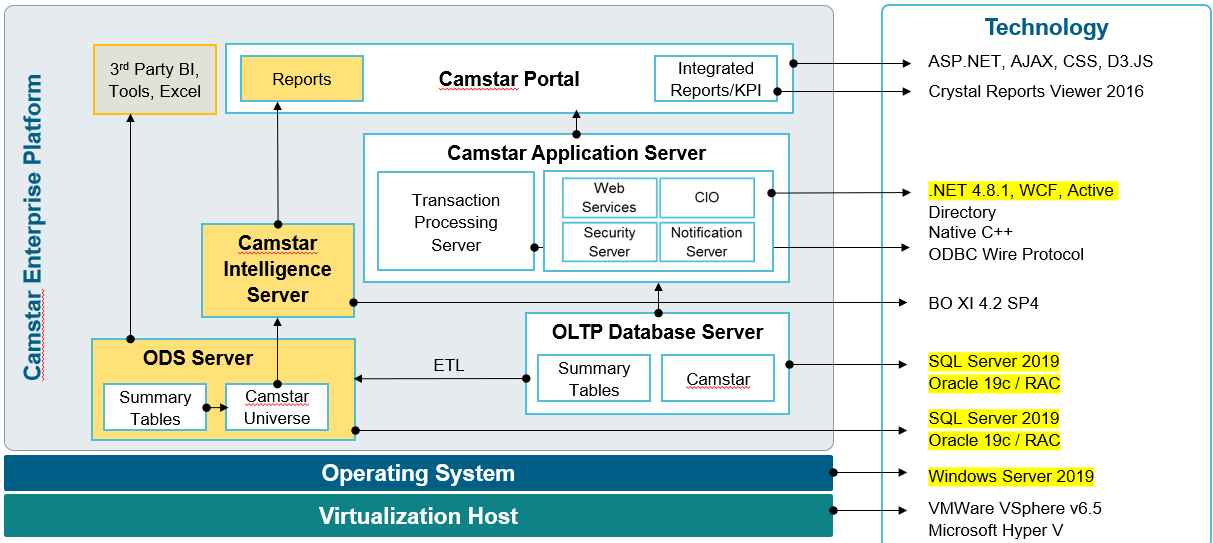 Camstar Enterprise Platform
3rd Party BI,
Tools, Excel
Reports
Camstar Portal
Integrated
Reports/KPI
Camstar Application Server
Transaction
Processing
Server
Web
Services
CIO
Security
Server
Notification
Server
Camstar
Intelligence
Server
OLTP Database Server
Summary
Tables
Camstar
ETL
ODS Server
Summary
Tables
Camstar
Universe
Operating System
Virtualization Host
Technology
ASP.NET, AJAX, CSS, D3.JS
Crystal Reports Viewer 2016
.NET 4.8.1, WCF, Active
Directory
Native C++
ODBC Wire Protocol
BO XI 4.2 SP4
SQL Server 2019
Oracle 19c / RAC
SQL Server 2019
Oracle 19c / RAC
Windows Server 2019
VMWare VSphere v6.5
Microsoft Hyper V